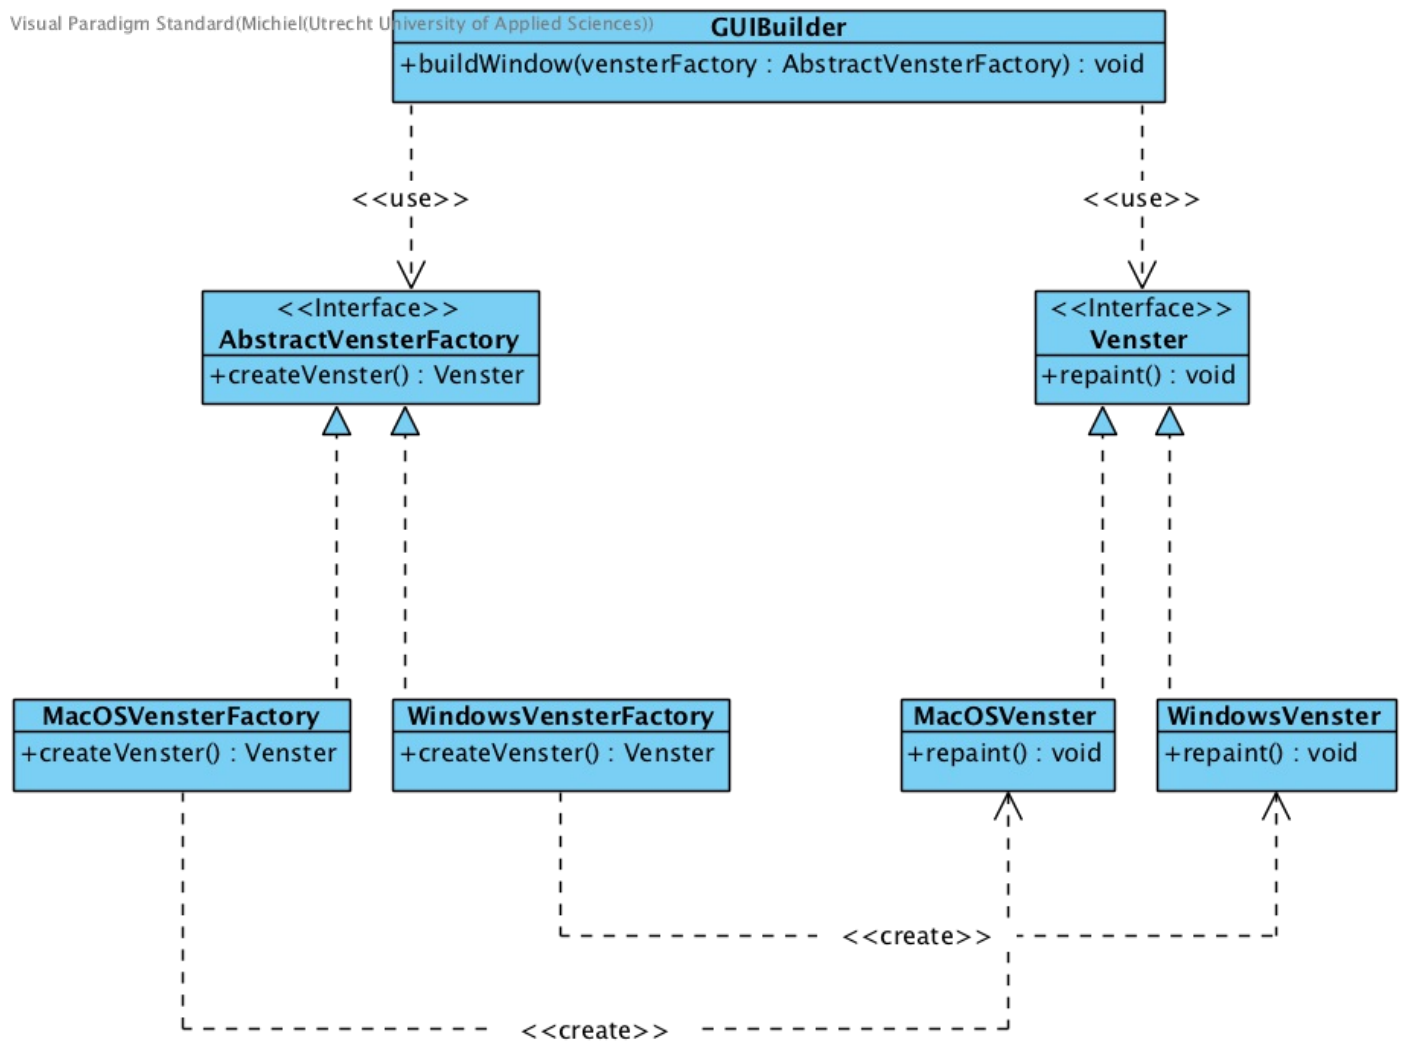 Visual Paradigm Standard(Michiel(Utrecht University of Applied Sciences))
GUIBuilder
+buildWindow(vensterFactory : AbstractVensterFactory) : void
<<use>>
<<use>>
<<Interface>>
AbstractVensterFactory
+createVenster() : Venster
<<Interface>>
Venster
+repaint() : void
MacOSVensterFactory
+createVenster() : Venster
WindowsVensterFactory
+createVenster() : Venster
MacOSVenster
+repaint() : void
WindowsVenster
+repaint() : void
<<create>>
<<create>>